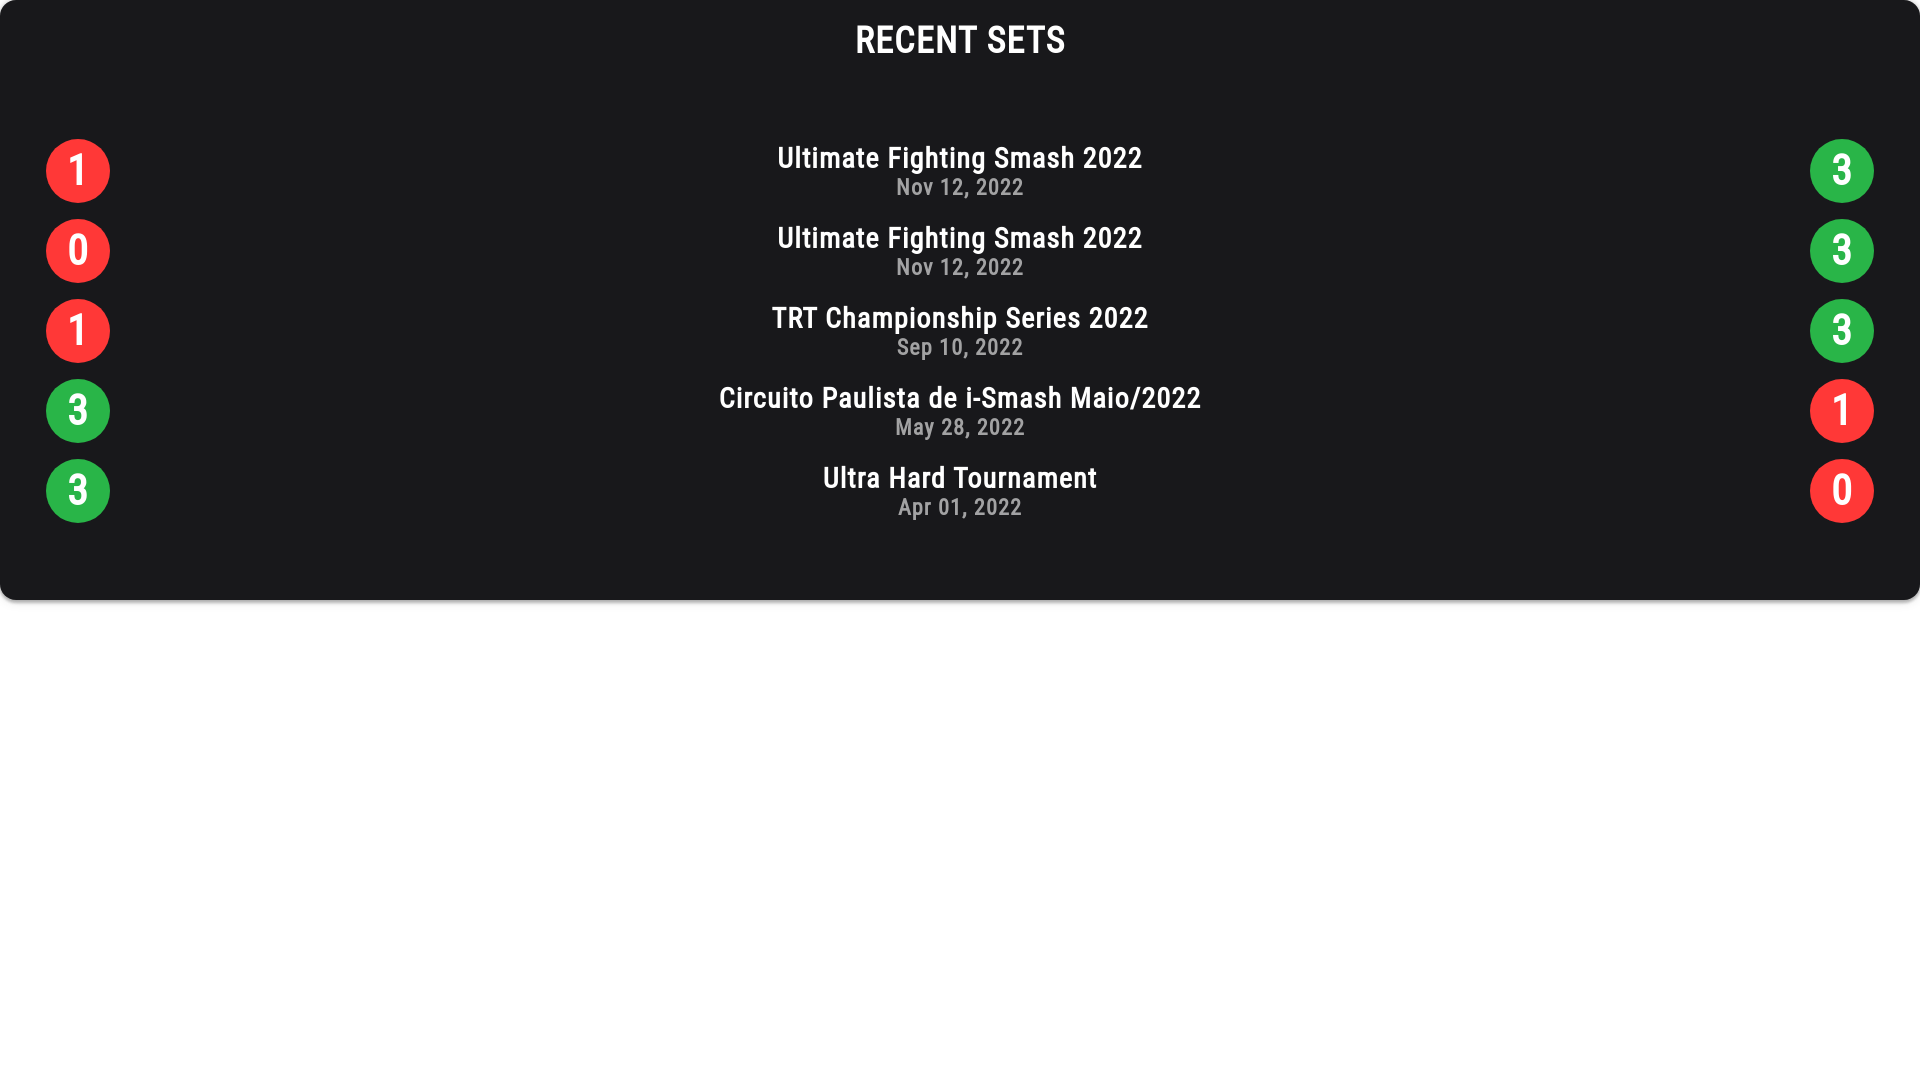 RECENT SETS
1 Ultimate Fighting Smash 2022 3
Nov 12, 2022
0 Ultimate Fighting Smash 2022 3
Nov 12, 2022
1 TRT Championship Series 2022 3
Sep 10, 2022
3 Circuito Paulista de i-Smash Maio/2022 1
May 28, 2022
3 Ultra Hard Tournament 0
Apr 01, 2022